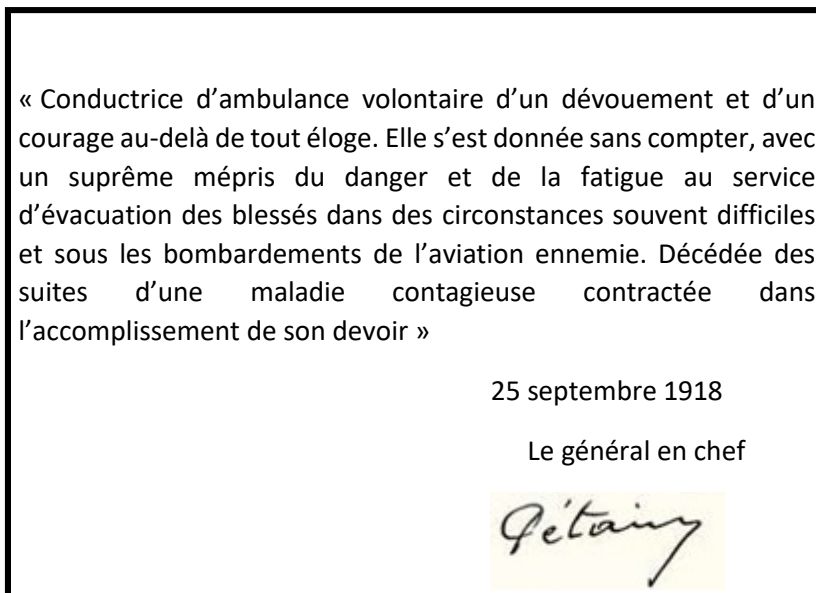 « Conductrice d’ambulance volontaire d’un dévouement et d’un
courage au-delà de tout éloge. Elle s’est donnée sans compter, avec
un suprême mépris du danger et de la fatigue au service
d’évacuation des blessés dans des circonstances souvent difficiles
et sous les bombardements de l’aviation ennemie. Décédée des
suites d’une maladie contagieuse contractée dans
l’accomplissement de son devoir »
25 septembre 1918
Le général en chef
Pétain